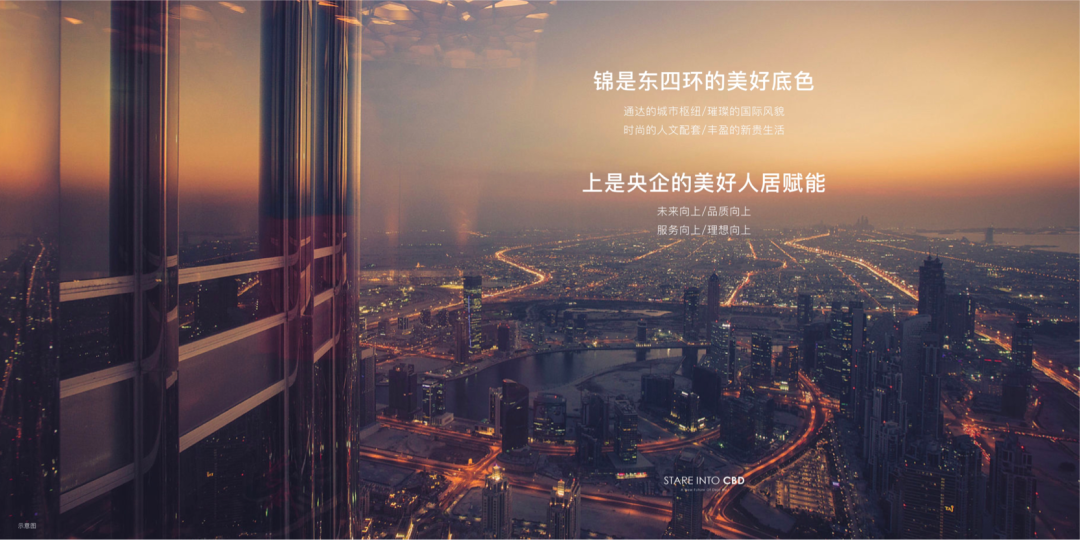 锦是东四环的美好底色
通达的城市枢纽/璀璨的国际风貌
时尚的人文配套/丰盈的新贵生活
上是央企的美好人居赋能
未来向上/品质向上
服务向上/理想向上
STARE INTO CBD
示意图